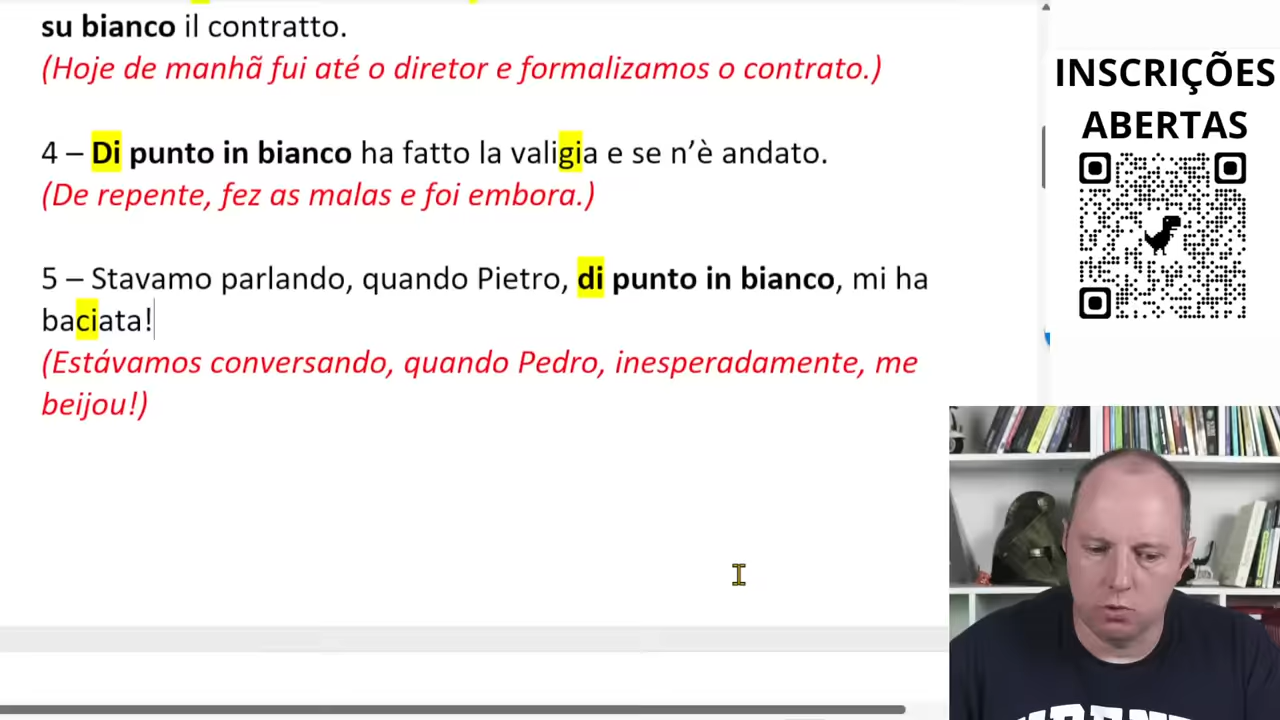 su bianco il contratto.
(Hoje de manhã fui até o diretor e formalizamos o contrato.)
4 – Di punto in bianco ha fatto la valigia e se n’è andato.
(De repente, fez as malas e foi embora.)
5 – Stavamo parlando, quando Pietro, di punto in bianco, mi ha
baciata!
(Estávamos conversando, quando Pedro, inesperadamente, me
beijou!)
INSCRIÇÕES
ABERTAS